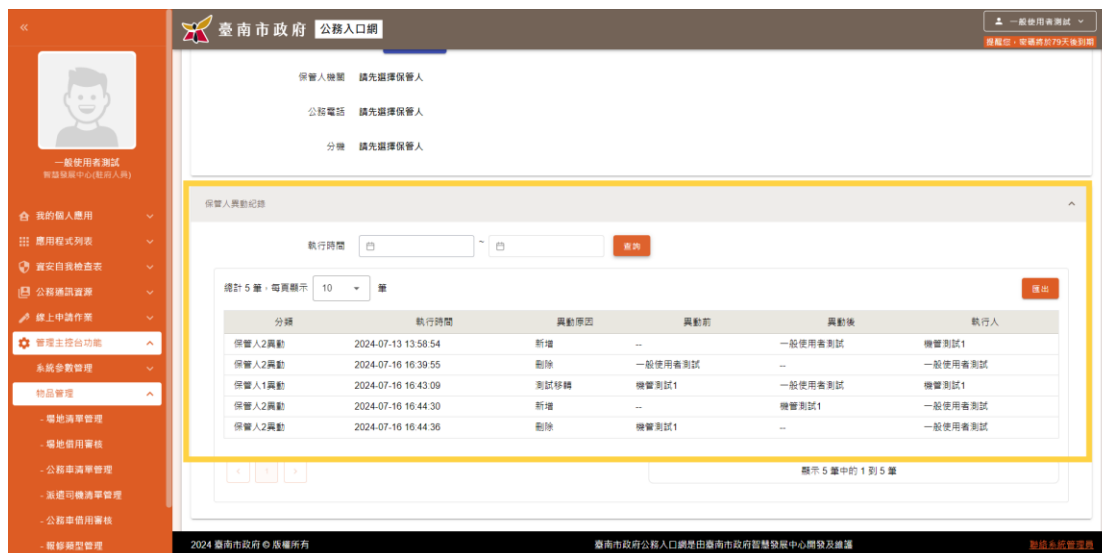 «
臺南市政府 公務入口網
一般使用者測試
提醒您，密碼將於79天後到期
一般使用者測試
智慧發展中心(駐府人員)
我的個人應用
應用程式列表
資安自我檢查表
公務通訊資源
線上申請作業
管理主控台功能
系統參數管理
物品管理
- 場地清單管理
- 場地借用審核
- 公務車清單管理
- 派遣司機清單管理
- 公務車借用審核
- 報修類型管理
保管人機關 請先選擇保管人
公務電話 請先選擇保管人
分機 請先選擇保管人
保管人異動紀錄
執行時間 ~ 查詢
總計 5 筆，每頁顯示 10 筆 匯出
分類 執行時間 異動原因 異動前 異動後 執行人
保管人2異動 2024-07-13 13:58:54 新增 -- 一般使用者測試 機管測試1
保管人2異動 2024-07-16 16:39:55 刪除 一般使用者測試 -- 一般使用者測試
保管人1異動 2024-07-16 16:43:09 測試移轉 機管測試1 一般使用者測試 機管測試1
保管人2異動 2024-07-16 16:44:30 新增 -- 機管測試1 一般使用者測試
保管人2異動 2024-07-16 16:44:36 刪除 機管測試1 -- 一般使用者測試
顯示 5 筆中的 1 到 5 筆
2024 臺南市政府 © 版權所有 臺南市政府公務入口網是由臺南市政府智慧發展中心開發及維護 聯絡系統管理員